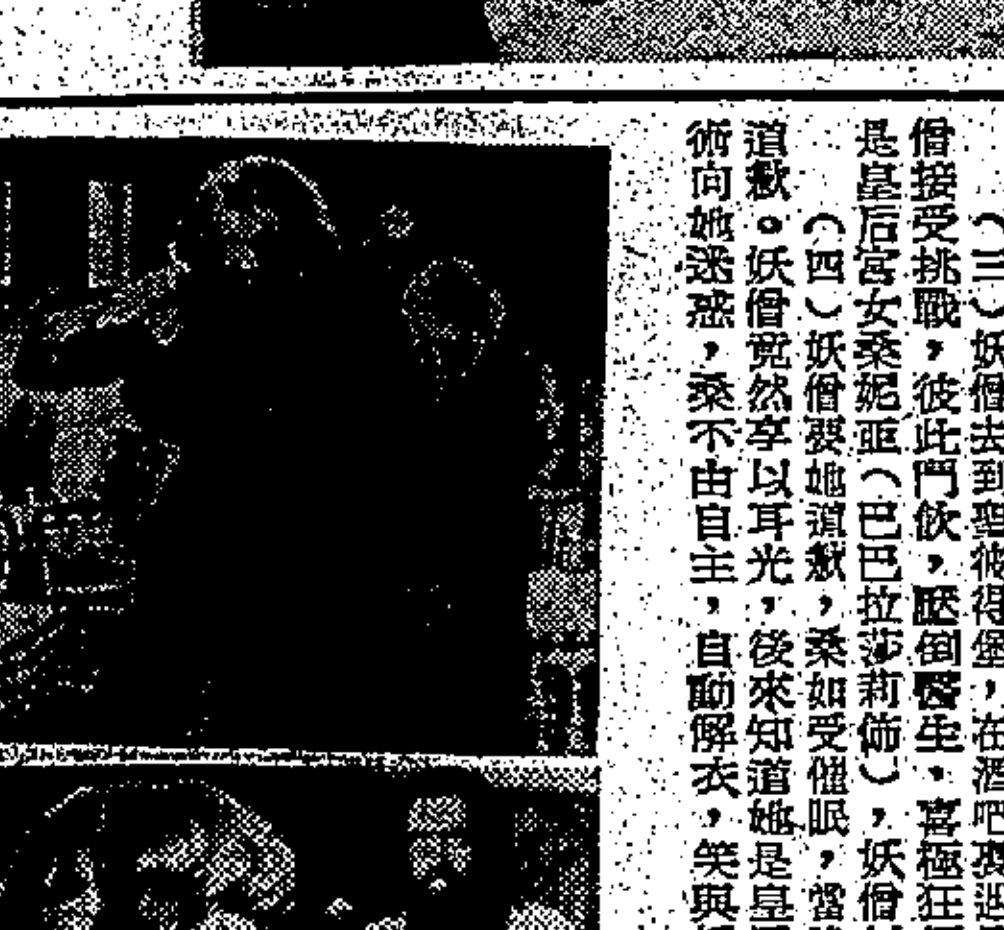 （三）妖僧去到聖彼得堡，在酒吧裏
僧接受挑戰，彼此鬥飲，壓倒醫生，喜極狂
是皇后宮女桑妮亞（巴巴拉莎莉飾），妖僧
（四）妖僧要她道歉，桑如受催眠，當
道歉。妖僧竟然享以耳光，後來知道她是皇
術向她迷惑，桑不由自主，自動解衣，笑與